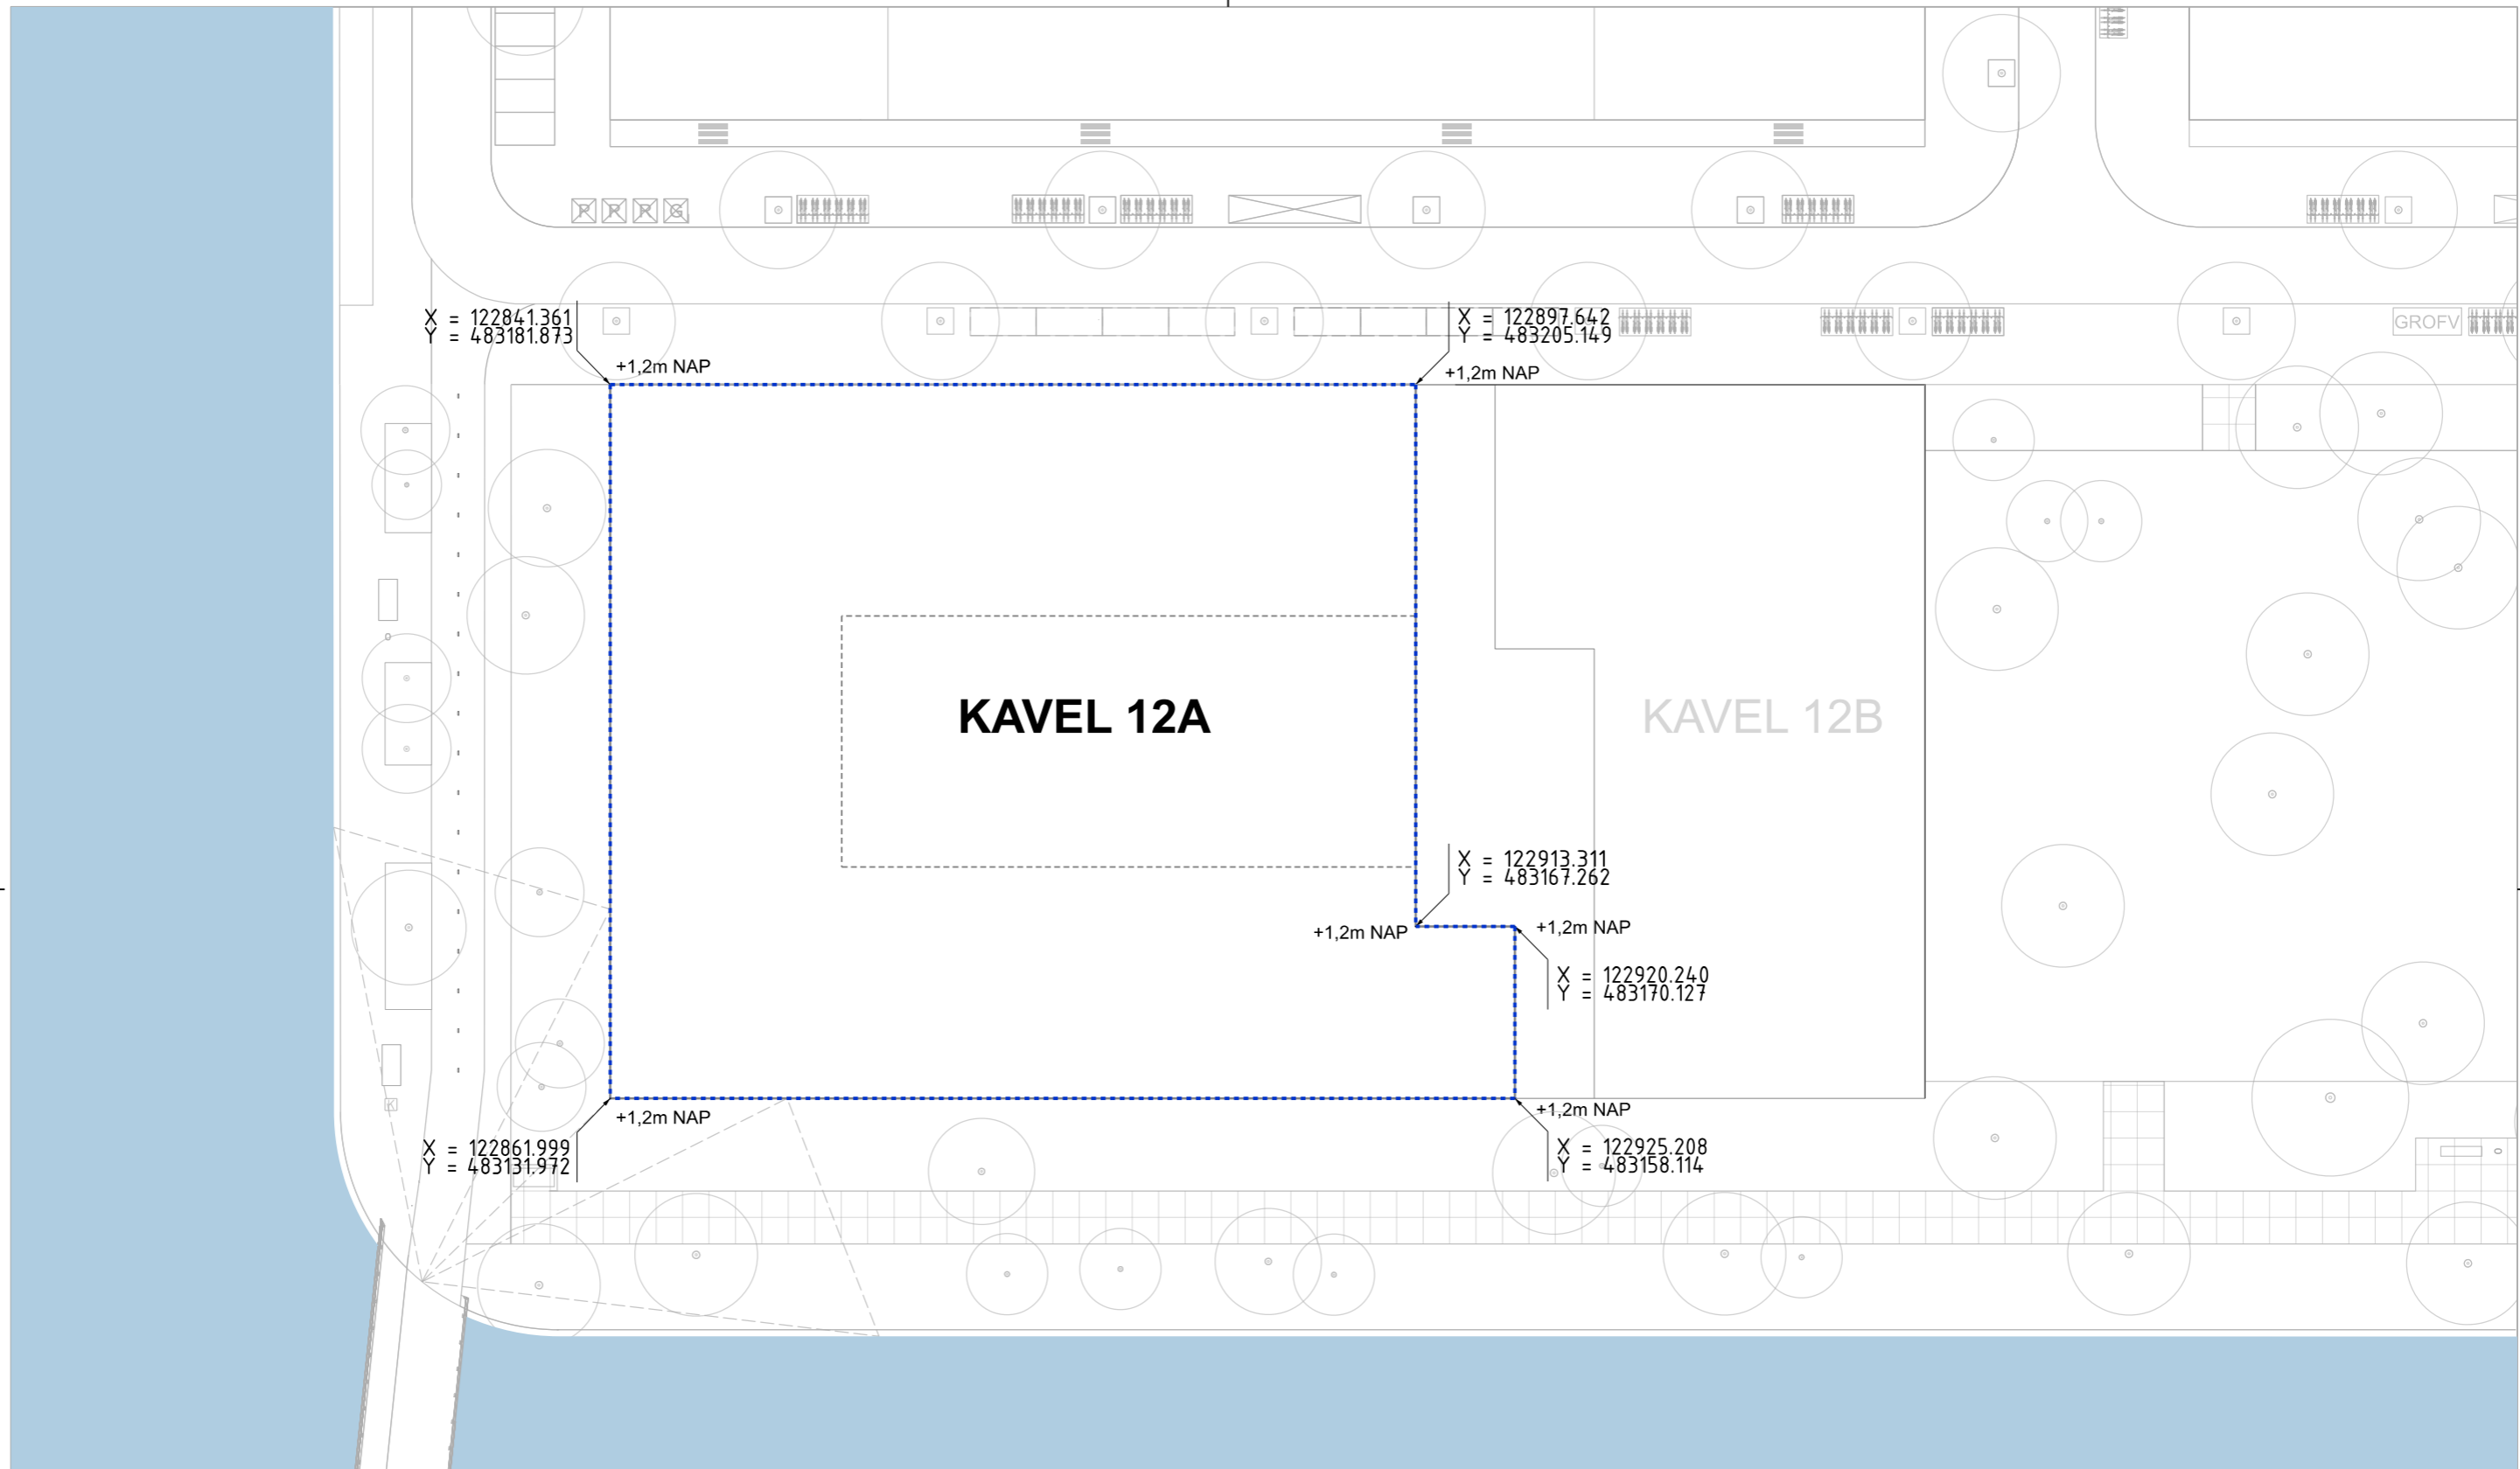 P P P G
X = 122841.361
Y = 483181.873
+1,2m NAP
X = 122897.642
Y = 483205.149
+1,2m NAP
GROFV
KAVEL 12A
KAVEL 12B
X = 122913.311
Y = 483167.262
+1,2m NAP
+1,2m NAP
X = 122920.240
Y = 483170.127
+1,2m NAP
X = 122861.999
Y = 483131.972
+1,2m NAP
X = 122925.208
Y = 483158.114